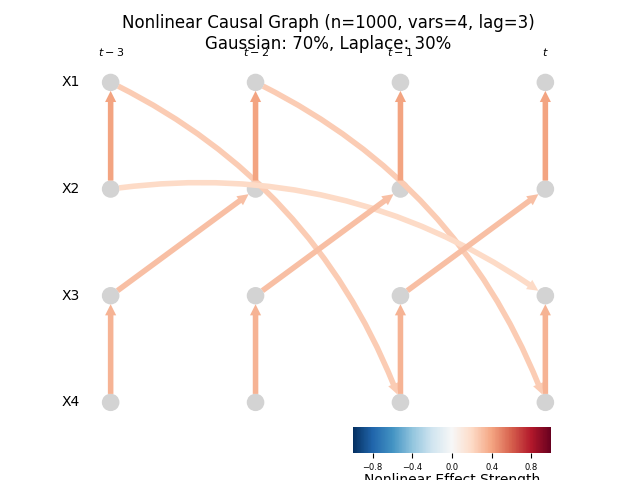 Nonlinear Causal Graph (n=1000, vars=4, lag=3)
Gaussian: 70%, Laplace: 30%
t − 3 t − 2 t − 1 t
X1
X2
X3
X4
−0.8 −0.4 0.0 0.4 0.8
Nonlinear Effect Strength